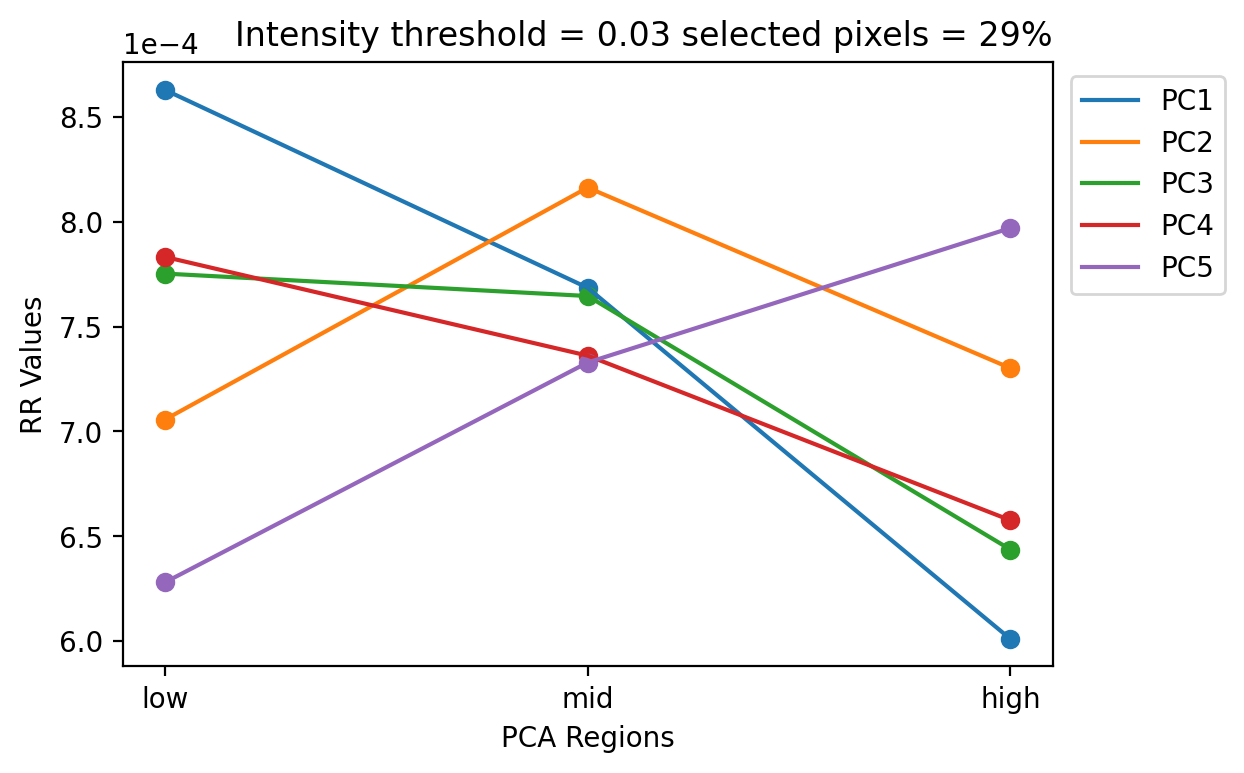 Intensity threshold = 0.03 selected pixels = 29%
1e−4
8.5
8.0
7.5
7.0
6.5
6.0
RR Values
low mid high
PCA Regions
PC1
PC2
PC3
PC4
PC5